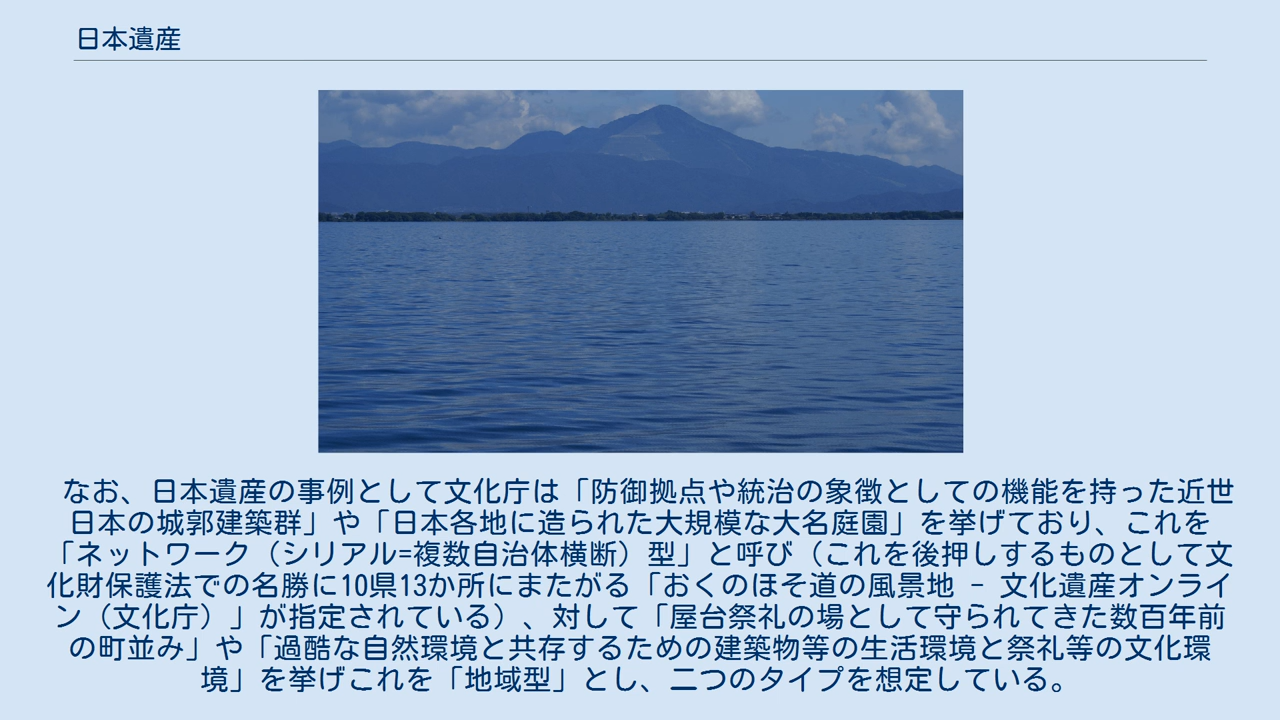 日本遺産
なお、日本遺産の事例として文化庁は「防御拠点や統治の象徴としての機能を持った近世
日本の城郭建築群」や「日本各地に造られた大規模な大名庭園」を挙げており、これを
「ネットワーク（シリアル=複数自治体横断）型」と呼び（これを後押しするものとして文
化財保護法での名勝に10県13か所にまたがる「おくのほそ道の風景地 － 文化遺産オンライ
ン（文化庁）」が指定されている）、対して「屋台祭礼の場として守られてきた数百年前
の町並み」や「過酷な自然環境と共存するための建築物等の生活環境と祭礼等の文化環
境」を挙げこれを「地域型」とし、二つのタイプを想定している。